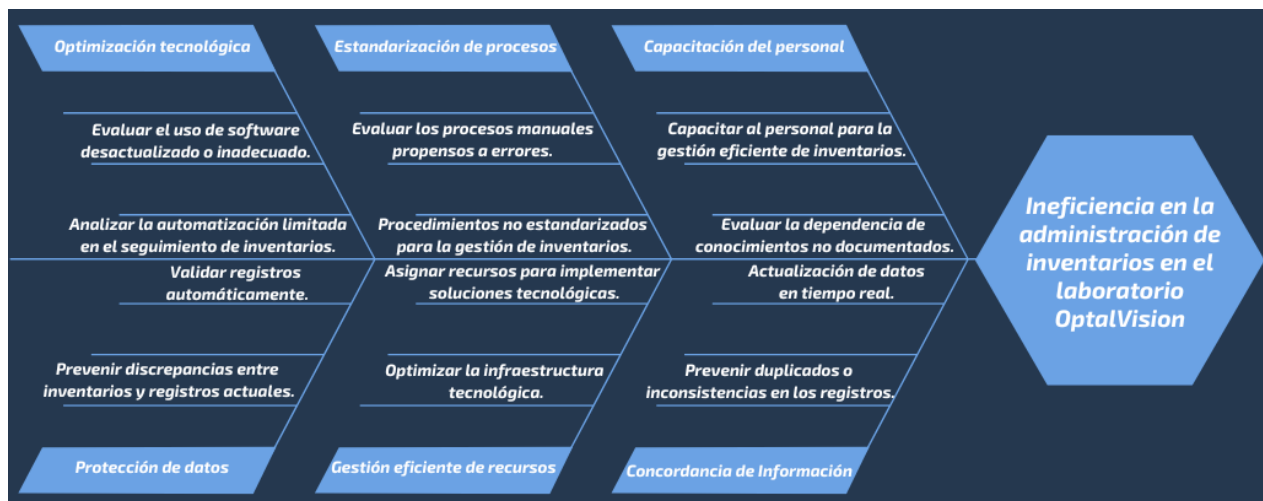 Optimización tecnológica
Estandarización de procesos
Capacitación del personal
Evaluar el uso de software
desactualizado o inadecuado.
Evaluar los procesos manuales
propensos a errores.
Capacitar al personal para la
gestión eficiente de inventarios.
Analizar la automatización limitada
en el seguimiento de inventarios.
Procedimientos no estandarizados
para la gestión de inventarios.
Evaluar la dependencia de
conocimientos no documentados.
Ineficiencia en la
administración de
inventarios en el
laboratorio
OptalVision
Validar registros
automáticamente.
Asignar recursos para implementar
soluciones tecnológicas.
Actualización de datos
en tiempo real.
Prevenir discrepancias entre
inventarios y registros actuales.
Optimizar la infraestructura
tecnológica.
Prevenir duplicados o
inconsistencias en los registros.
Protección de datos
Gestión eficiente de recursos
Concordancia de Información